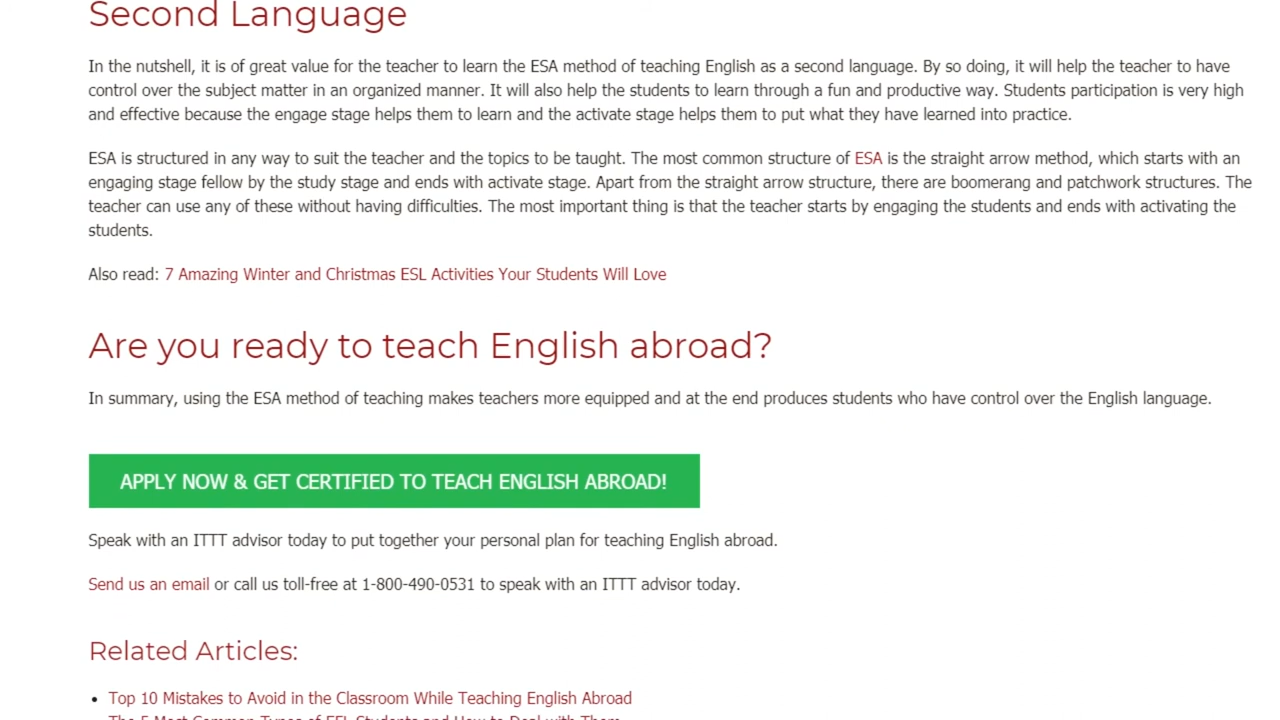 Second Language
In the nutshell, it is of great value for the teacher to learn the ESA method of teaching English as a second language. By so doing, it will help the teacher to have
control over the subject matter in an organized manner. It will also help the students to learn through a fun and productive way. Students participation is very high
and effective because the engage stage helps them to learn and the activate stage helps them to put what they have learned into practice.
ESA is structured in any way to suit the teacher and the topics to be taught. The most common structure of ESA is the straight arrow method, which starts with an
engaging stage fellow by the study stage and ends with activate stage. Apart from the straight arrow structure, there are boomerang and patchwork structures. The
teacher can use any of these without having difficulties. The most important thing is that the teacher starts by engaging the students and ends with activating the
students.
Also read: 7 Amazing Winter and Christmas ESL Activities Your Students Will Love
Are you ready to teach English abroad?
In summary, using the ESA method of teaching makes teachers more equipped and at the end produces students who have control over the English language.
APPLY NOW & GET CERTIFIED TO TEACH ENGLISH ABROAD!
Speak with an ITTT advisor today to put together your personal plan for teaching English abroad.
Send us an email or call us toll-free at 1-800-490-0531 to speak with an ITTT advisor today.
Related Articles:
• Top 10 Mistakes to Avoid in the Classroom While Teaching English Abroad
The 5 Most Common Types of EFL Students and How to Deal with Them